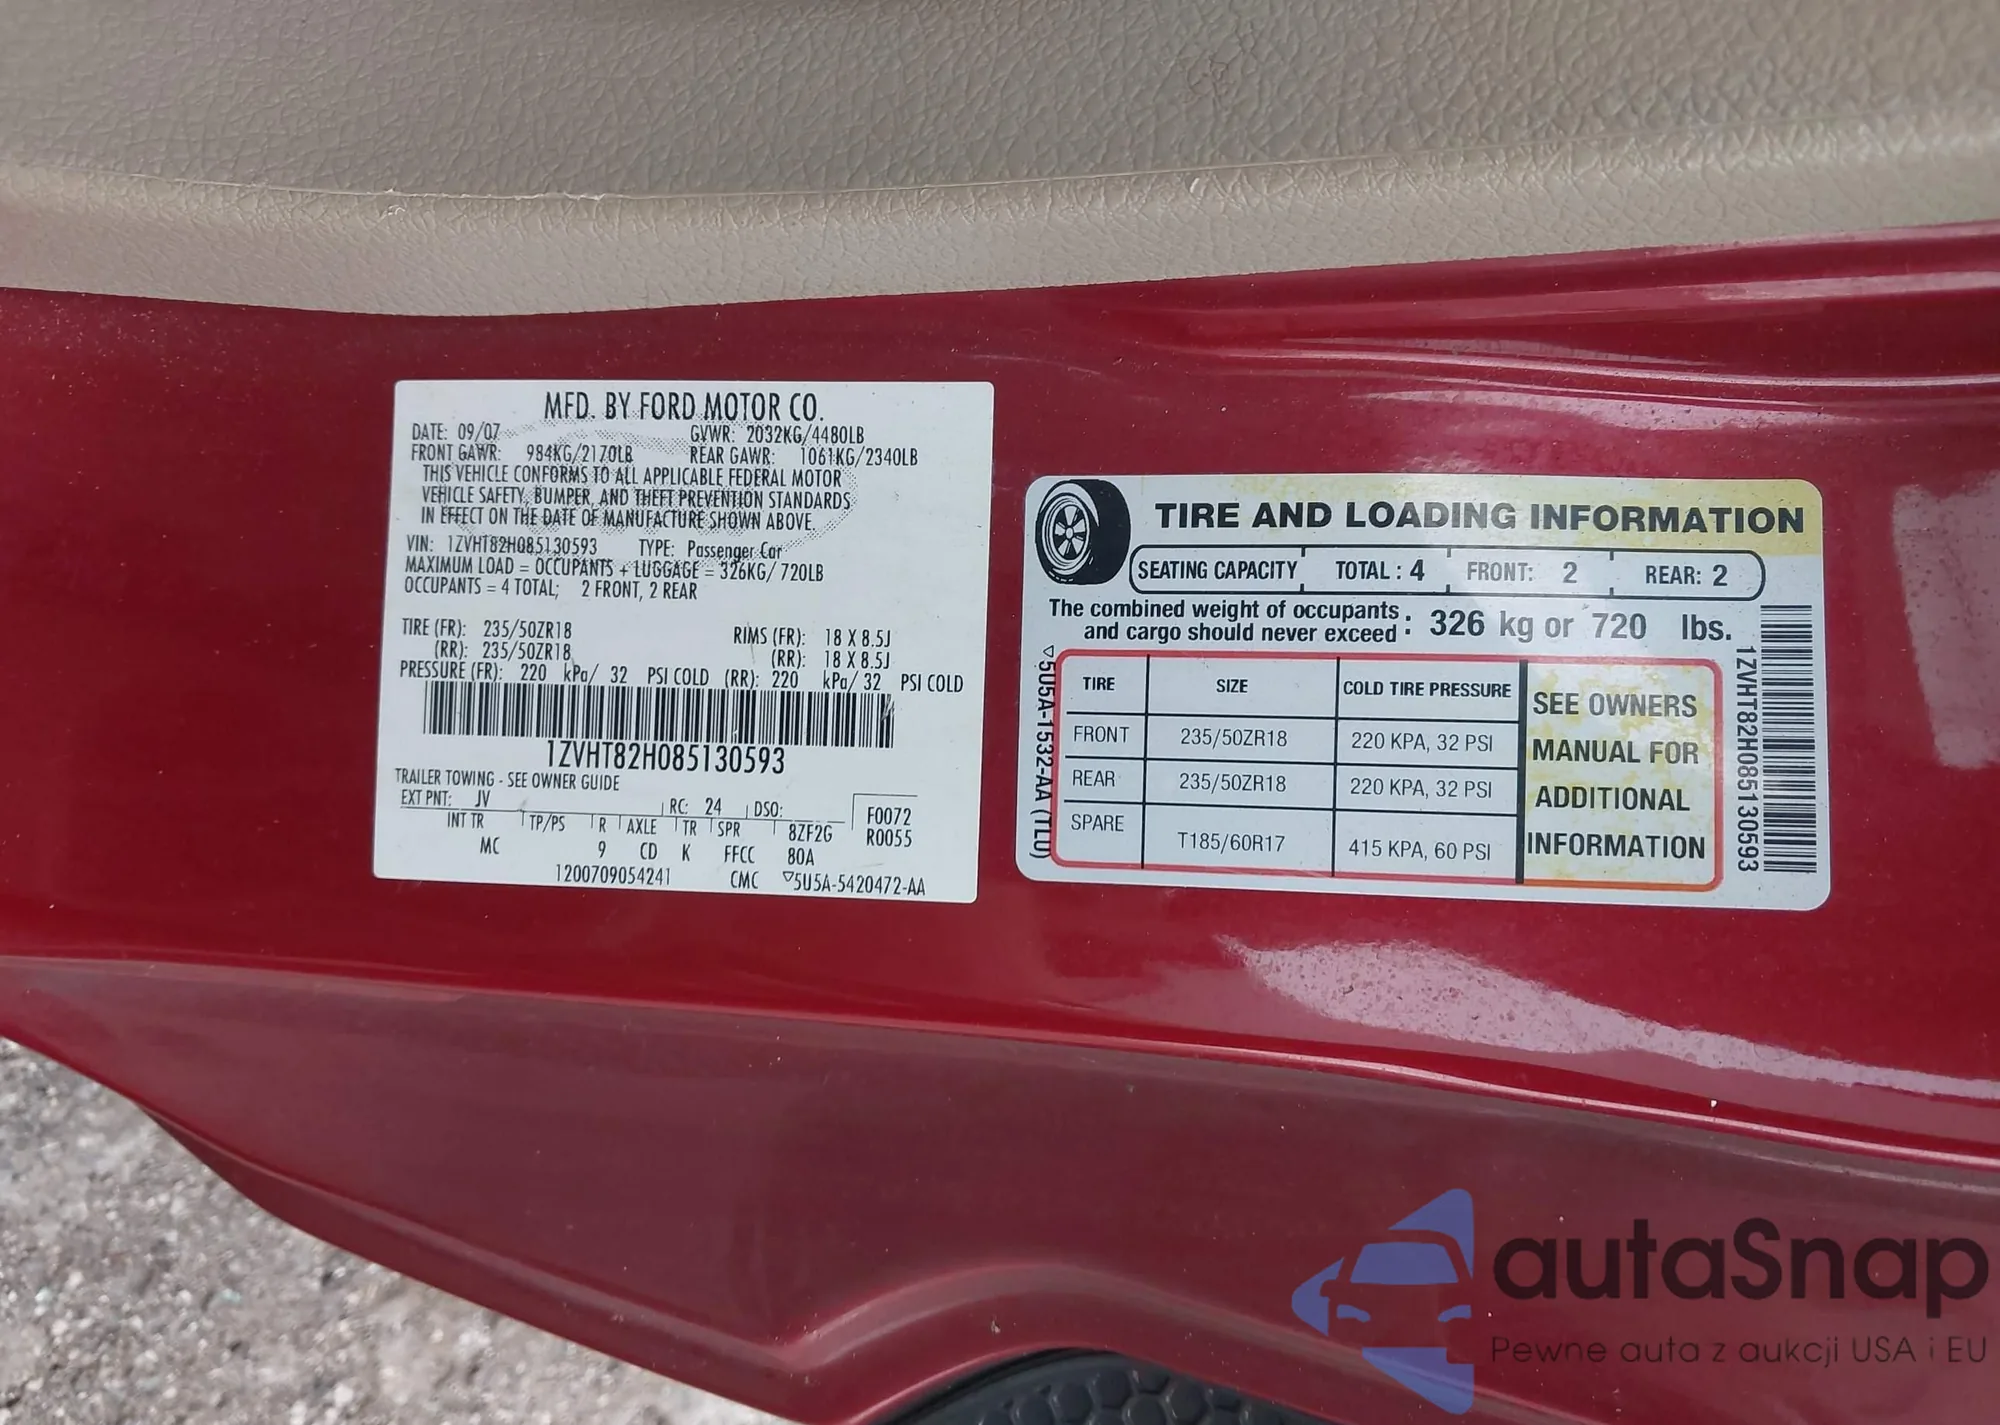 MFD. BY FORD MOTOR CO.
DATE: 09/07 GVWR: 2032KG/4480LB
FRONT GAWR: 984KG/2170LB REAR GAWR: 1061KG/2340LB
THIS VEHICLE CONFORMS TO ALL APPLICABLE FEDERAL MOTOR
VEHICLE SAFETY, BUMPER, AND THEFT PREVENTION STANDARDS
IN EFFECT ON THE DATE OF MANUFACTURE SHOWN ABOVE.
VIN: 1ZVHT82H085130593 TYPE: Passenger Car
MAXIMUM LOAD = OCCUPANTS + LUGGAGE = 326KG/ 720LB
OCCUPANTS = 4 TOTAL; 2 FRONT, 2 REAR
TIRE (FR): 235/50ZR18 RIMS (FR): 18 X 8.5J
(RR): 235/50ZR18 (RR): 18 X 8.5J
PRESSURE (FR): 220 kPa/ 32 PSI COLD (RR): 220 kPa/ 32 PSI COLD
1ZVHT82H085130593
TRAILER TOWING - SEE OWNER GUIDE
EXT PNT: JV RC: 24 DSO: F0072
INT TR TP/PS R AXLE TR SPR 8ZF2G R0055
MC 9 CD K FFCC 80A
1200709054241 CMC ▽5U5A-5420472-AA
TIRE AND LOADING INFORMATION
SEATING CAPACITY TOTAL : 4 FRONT: 2 REAR: 2
The combined weight of occupants
and cargo should never exceed : 326 kg or 720 lbs.
TIRE SIZE COLD TIRE PRESSURE
FRONT 235/50ZR18 220 KPA, 32 PSI
REAR 235/50ZR18 220 KPA, 32 PSI
SPARE T185/60R17 415 KPA, 60 PSI
SEE OWNERS
MANUAL FOR
ADDITIONAL
INFORMATION
▽5U5A-1532-AA (TLU)
1ZVHT82H085130593
autaSnap
Pewne auta z aukcji USA i EU